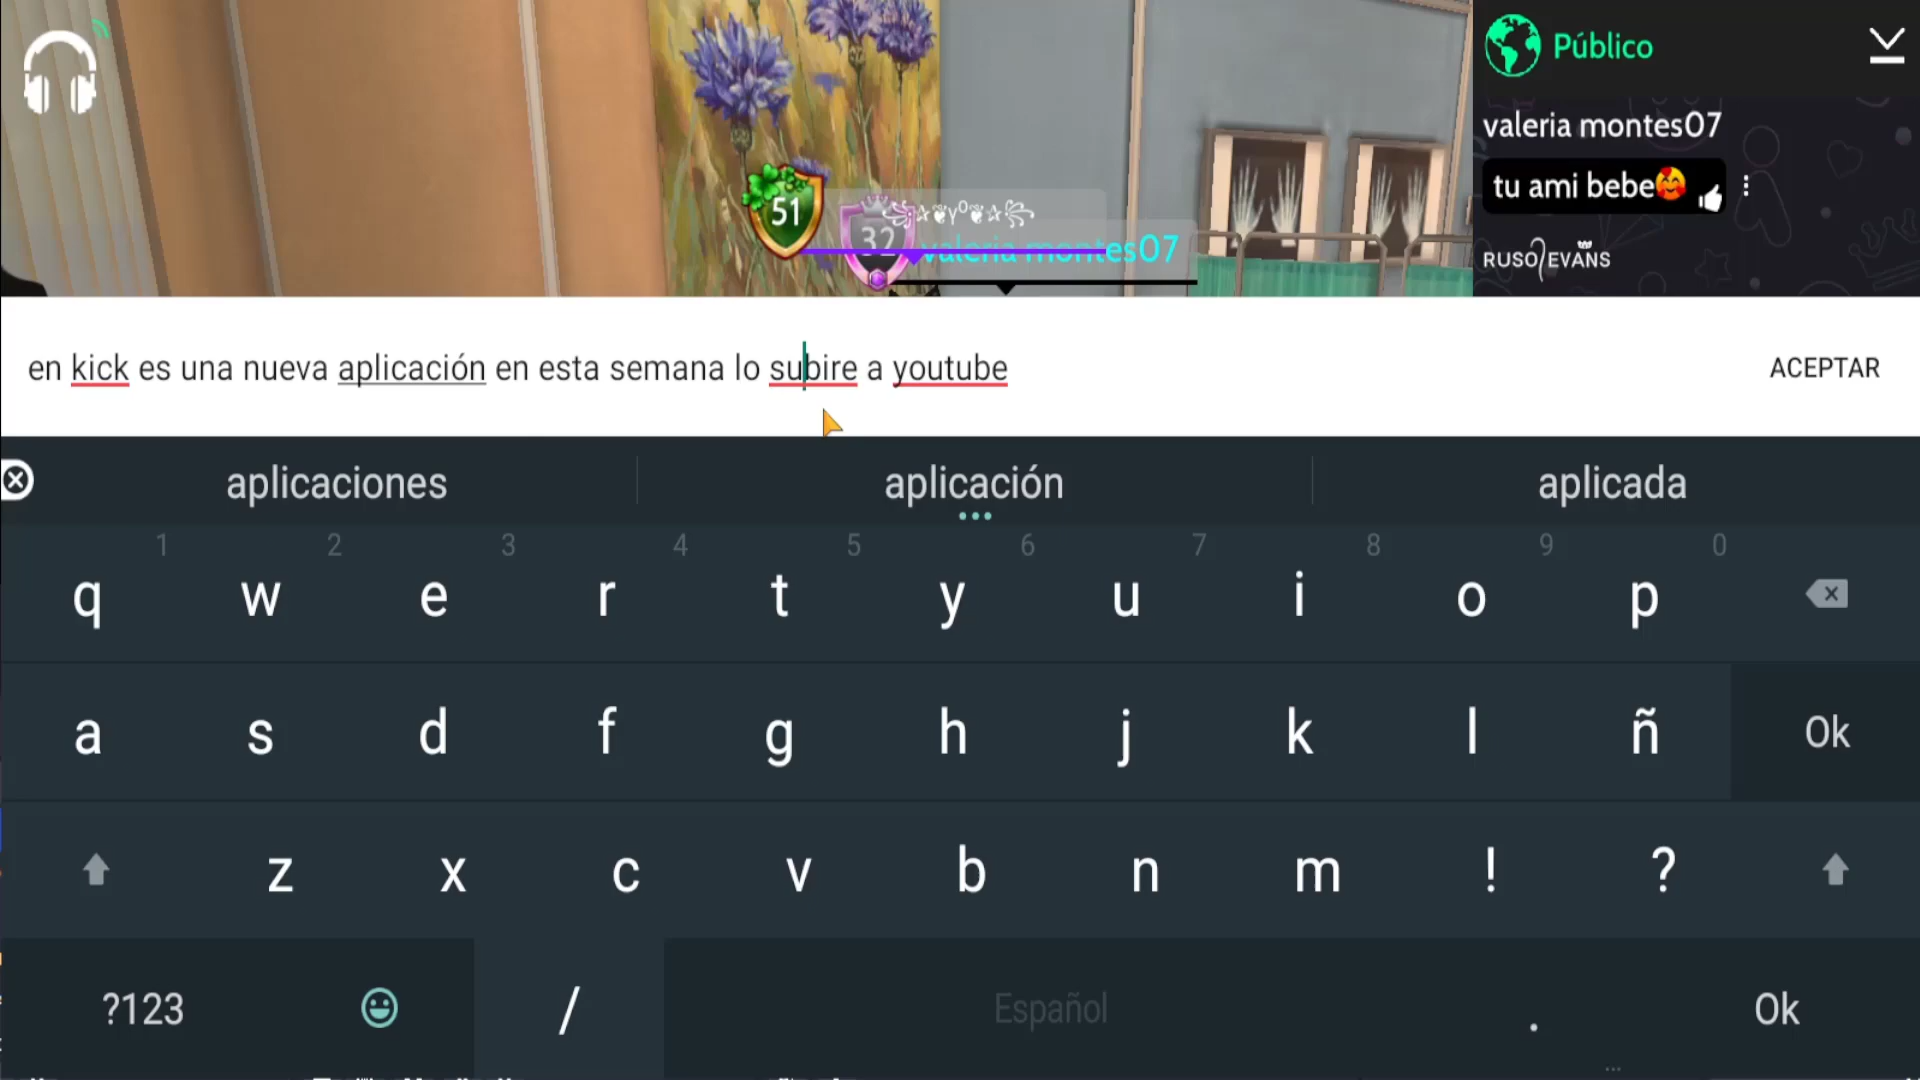 Público
valeria montes07
tu ami bebe🥰
RUSO EVANS
51
32
valeria montes07
en kick es una nueva aplicación en esta semana lo subire a youtube
ACEPTAR
aplicaciones aplicación aplicada
1 2 3 4 5 6 7 8 9 0
q w e r t y u i o p
a s d f g h j k l ñ Ok
z x c v b n m ! ?
?123 / Español . Ok